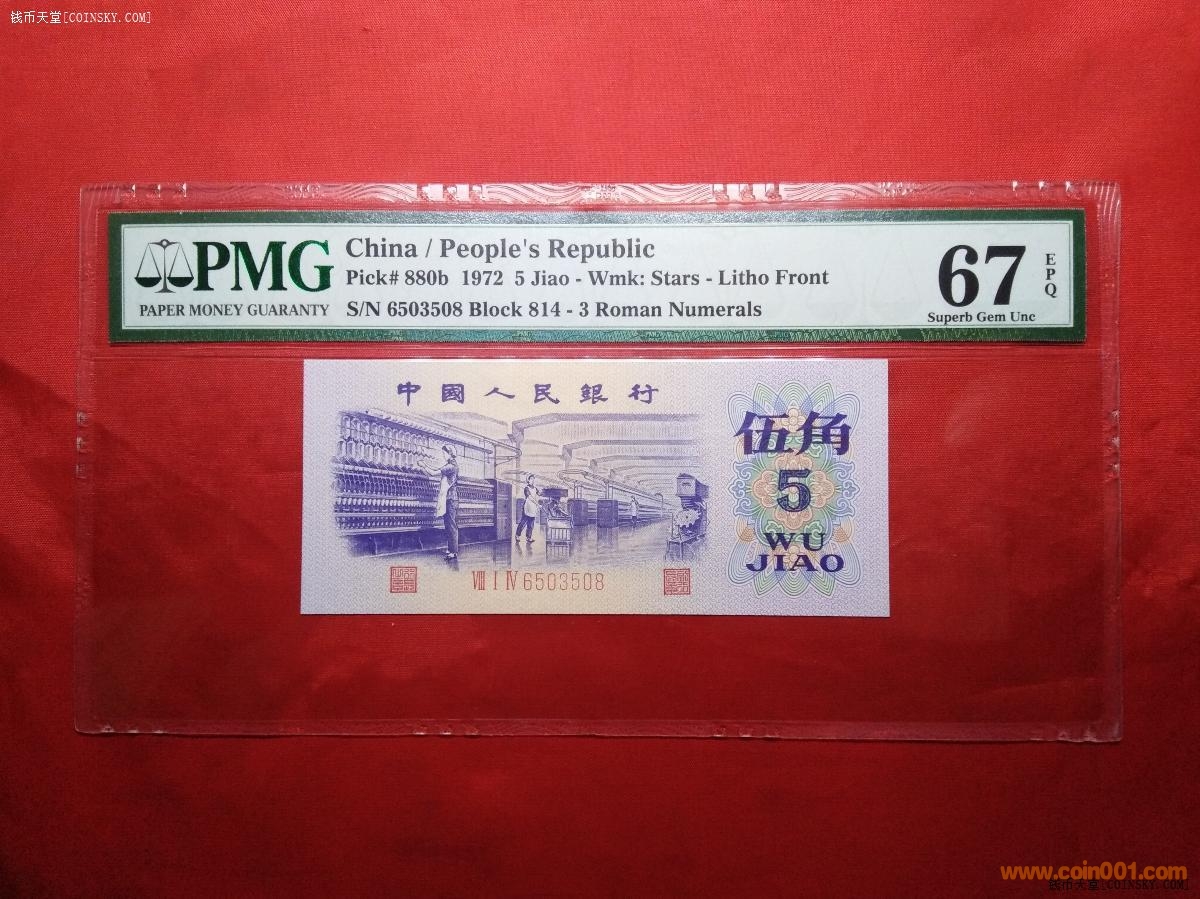 钱币天堂[COINSKY.COM]
PMG
PAPER MONEY GUARANTY
China / People's Republic
Pick# 880b 1972 5 Jiao - Wmk: Stars - Litho Front
S/N 6503508 Block 814 - 3 Roman Numerals
67
EPQ
Superb Gem Unc
中國人民銀行
伍角
5
WU
JIAO
VIII I IV 6503508
www.coin001.com
钱币天堂[COINSKY.COM]